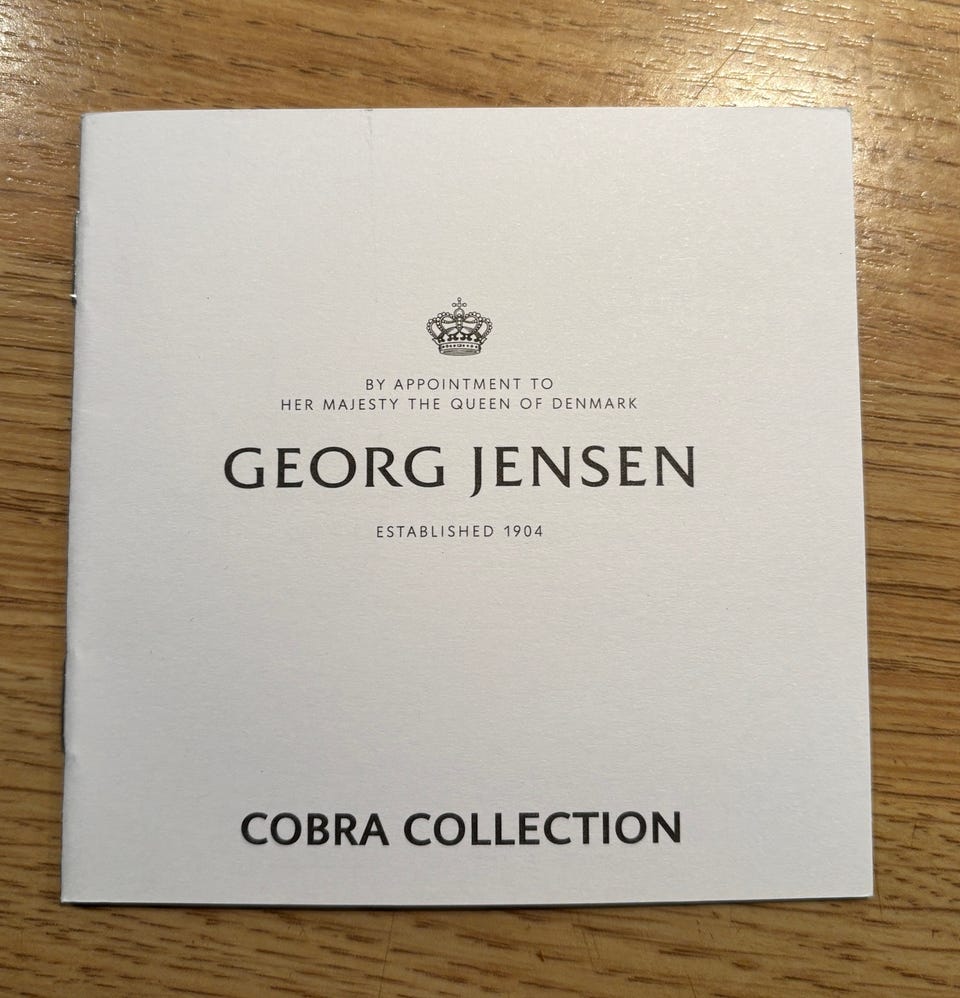 BY APPOINTMENT TO
HER MAJESTY THE QUEEN OF DENMARK
GEORG JENSEN
ESTABLISHED 1904
COBRA COLLECTION